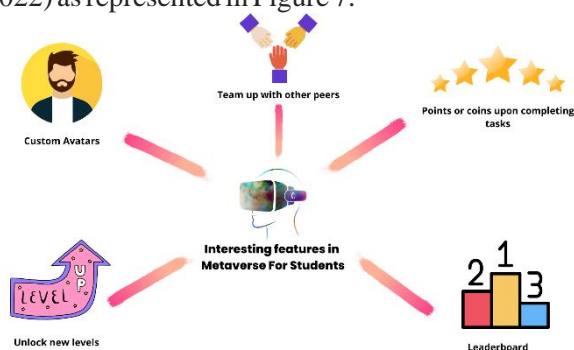 022) as represented in Figure 7.
Team up with other peers
Custom Avatars
Points or coins upon completing
tasks
Interesting features in
Metaverse For Students
LEVEL UP
Unlock new levels
2 1 3
Leaderboard